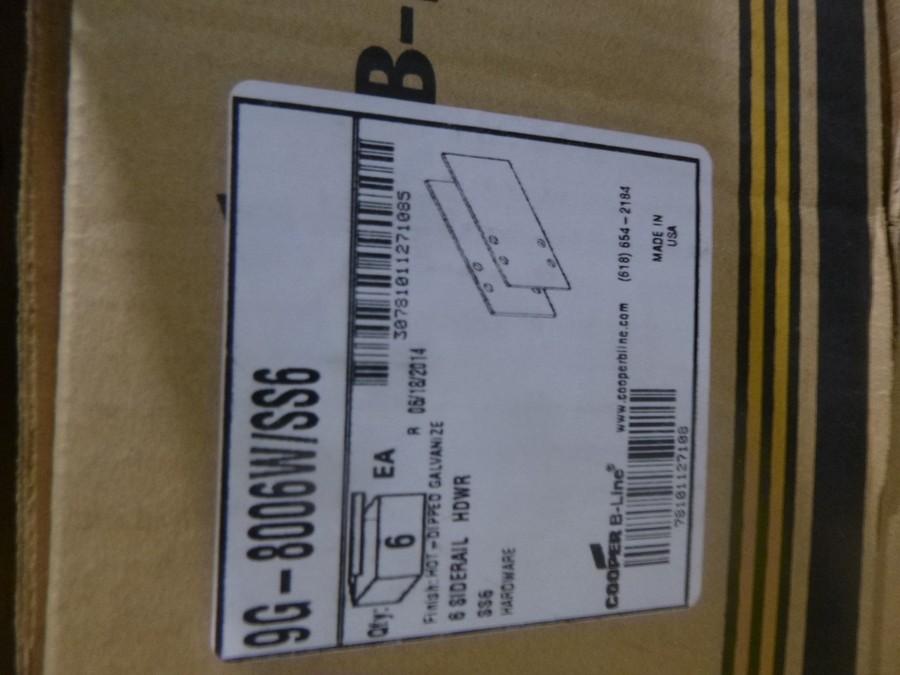 B-
9G-8006W/SS6
Qty:
6
EA
30781011271085
R 06/18/2014
Finish: HOT-DIPPED GALVANIZE
6 SIDERAIL HDWR
SS6
HARDWARE
COOPER B-Line®
www.cooperbline.com
(618) 654-2184
MADE IN
USA
78101127108